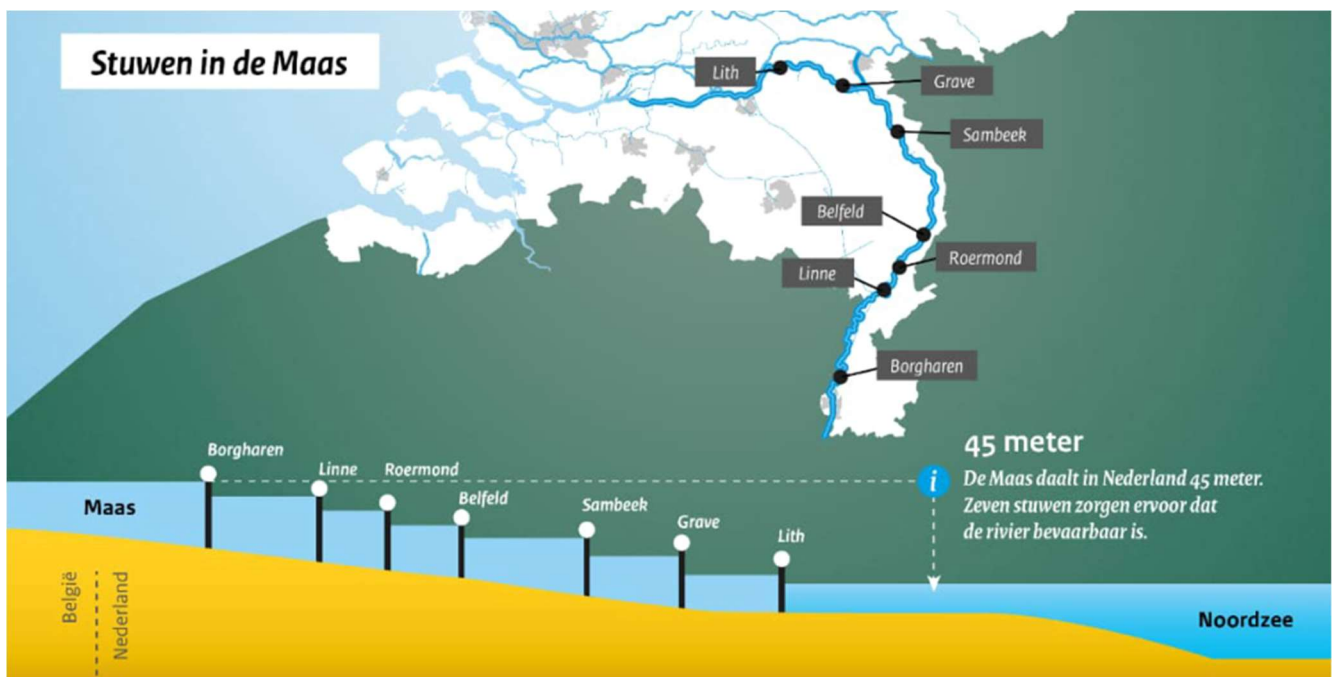 Stuwen in de Maas
Lith
Grave
Sambeek
Belfeld
Roermond
Linne
Borgharen
45 meter
De Maas daalt in Nederland 45 meter.
Zeven stuwen zorgen ervoor dat
de rivier bevaarbaar is.
i
Borgharen
Linne
Roermond
Belfeld
Sambeek
Grave
Lith
Maas
Noordzee
België
Nederland